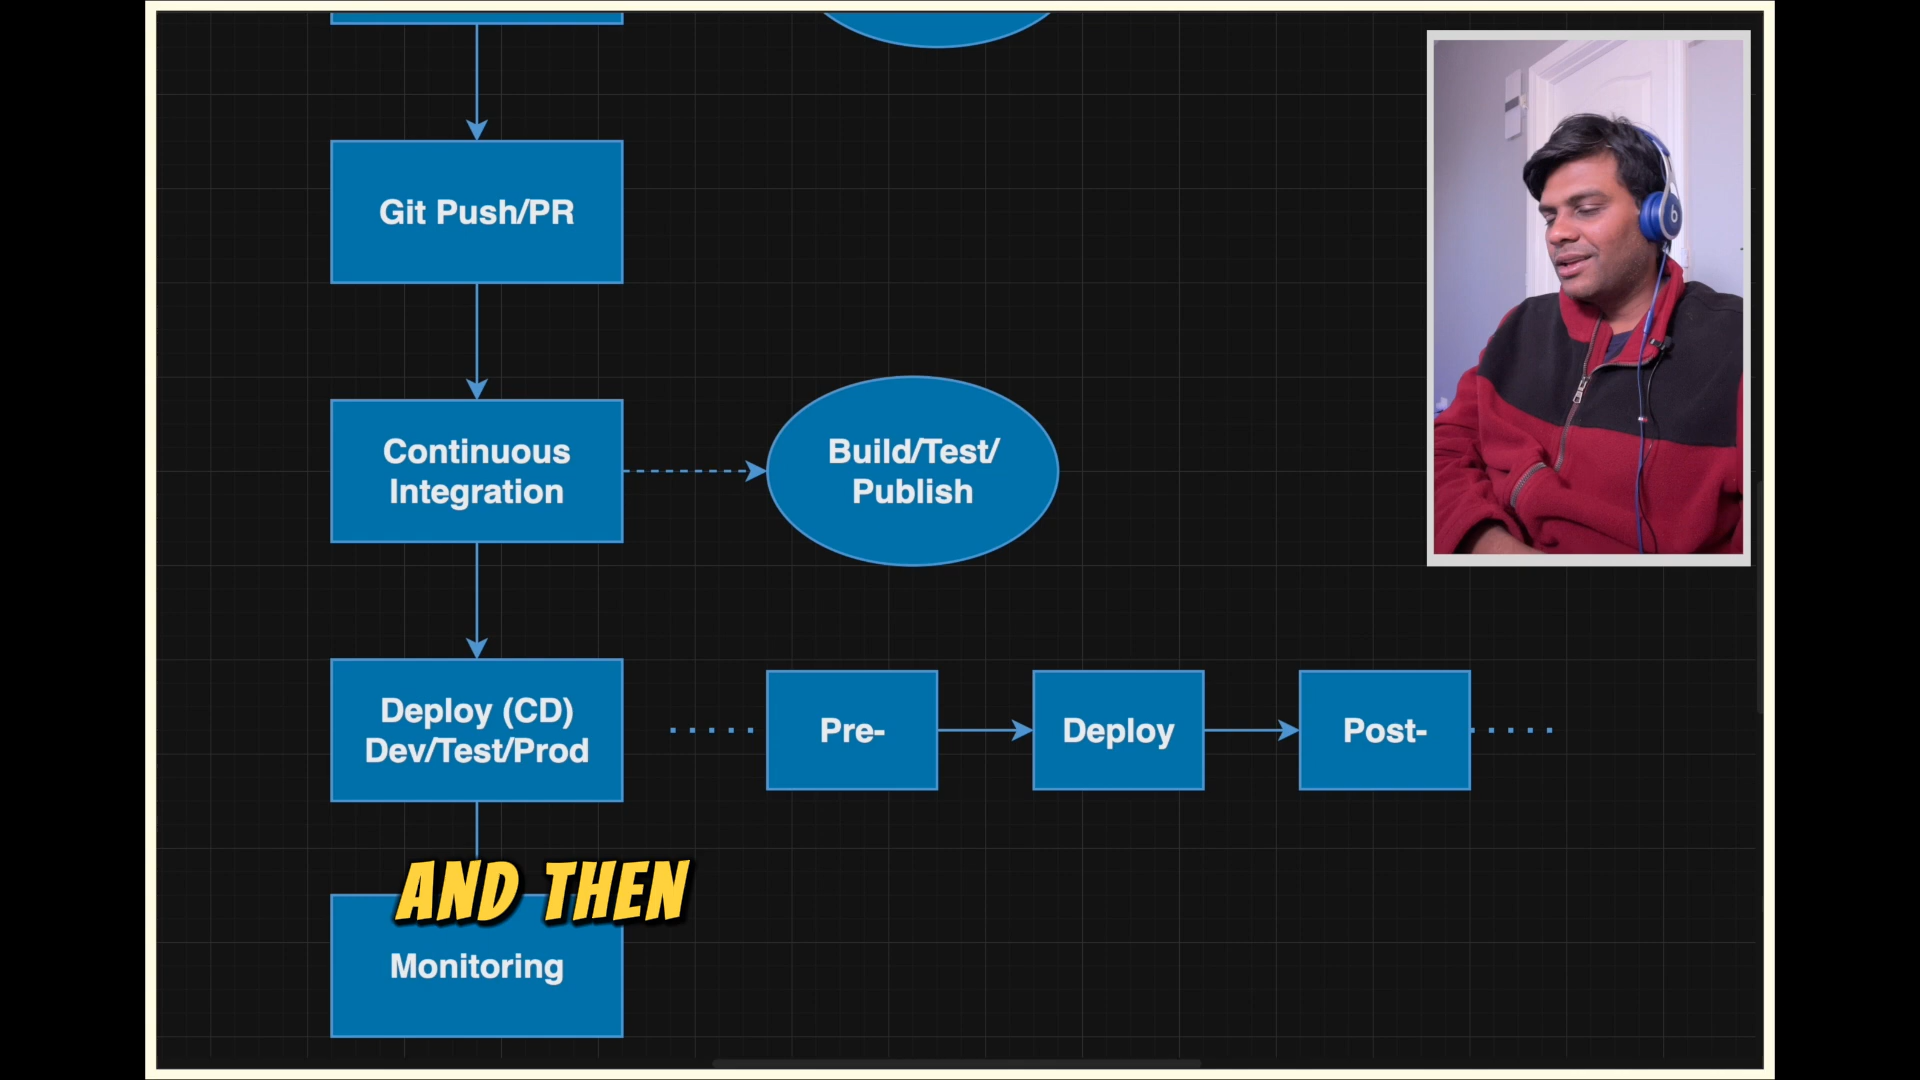 Git Push/PR
Continuous
Integration
Build/Test/
Publish
Deploy (CD)
Dev/Test/Prod
Pre-
Deploy
Post-
AND THEN
Monitoring
b